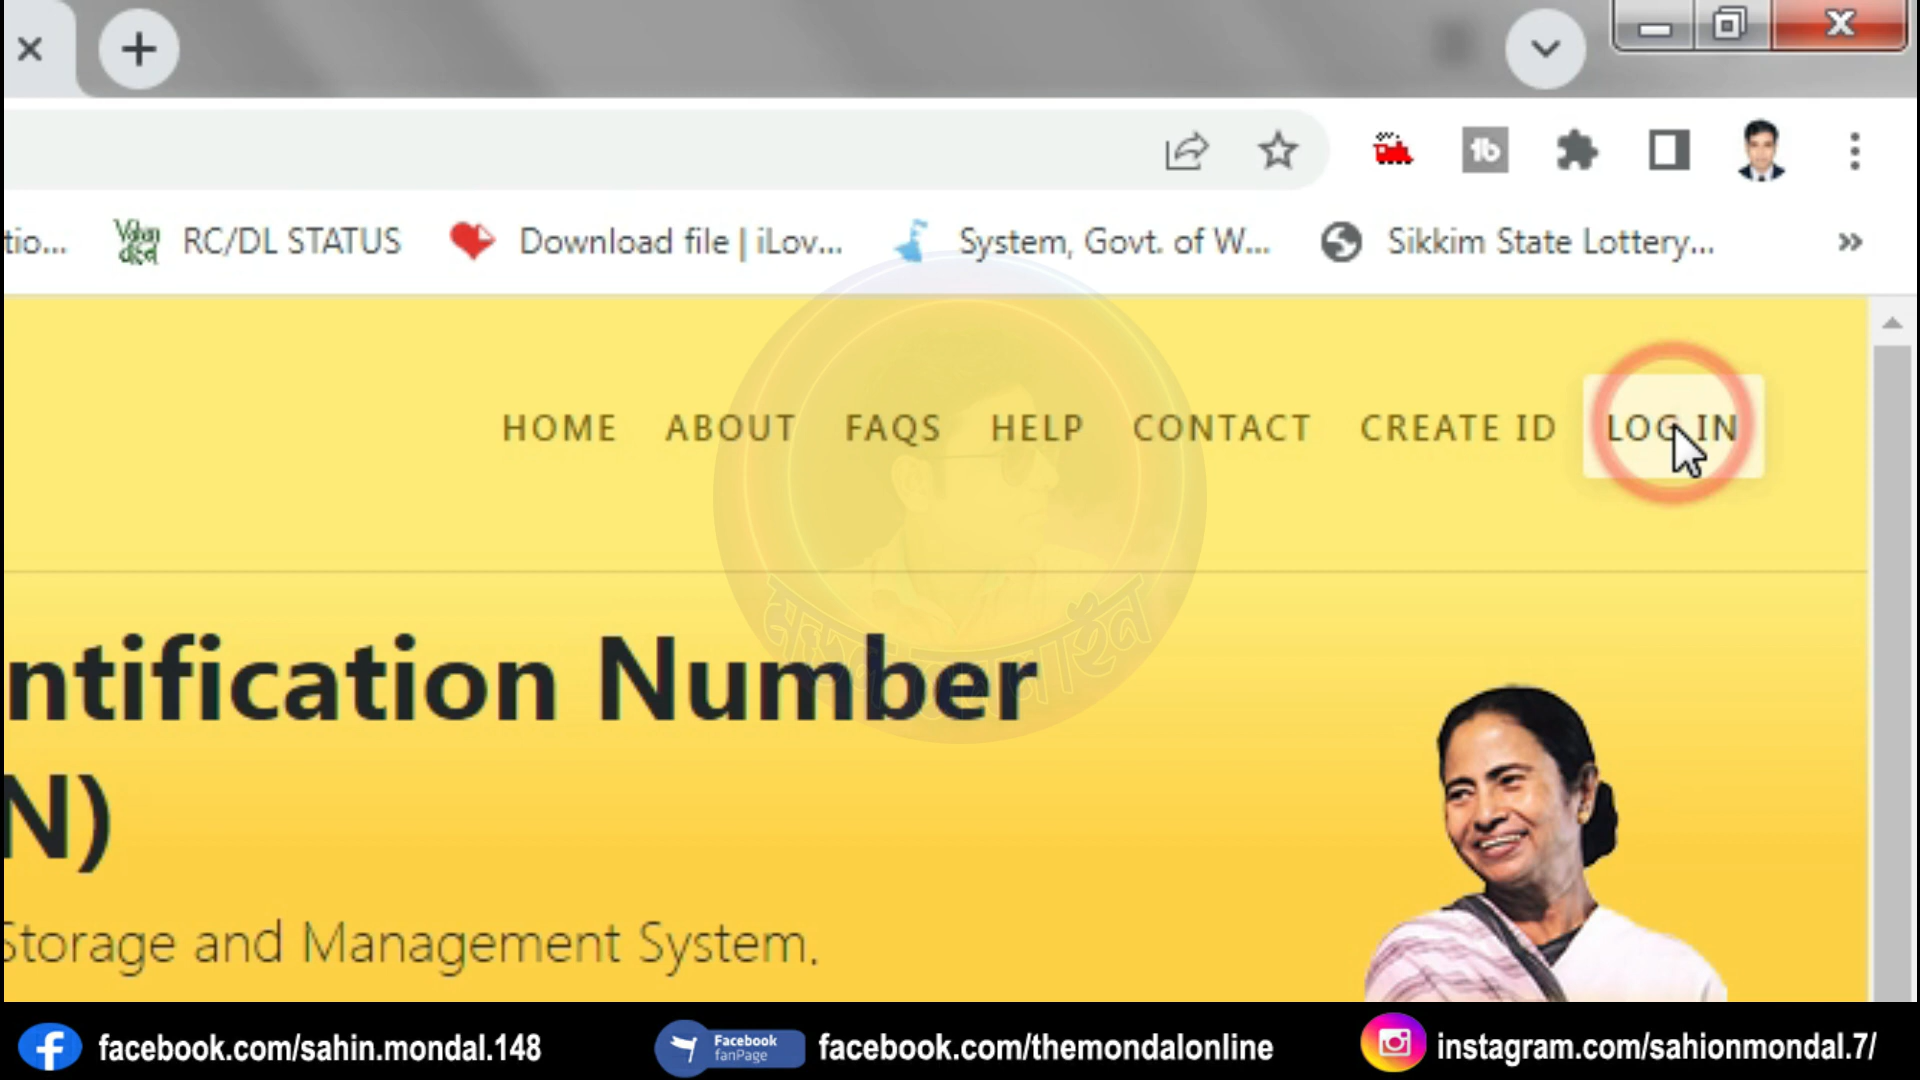 tio...
RC/DL STATUS
Download file | iLov...
System, Govt. of W...
Sikkim State Lottery...
HOME
ABOUT
FAQS
HELP
CONTACT
CREATE ID
LOG IN
ntification Number
N)
Storage and Management System.
facebook.com/sahin.mondal.148
Facebook
fanPage
facebook.com/themondalonline
instagram.com/sahionmondal.7/